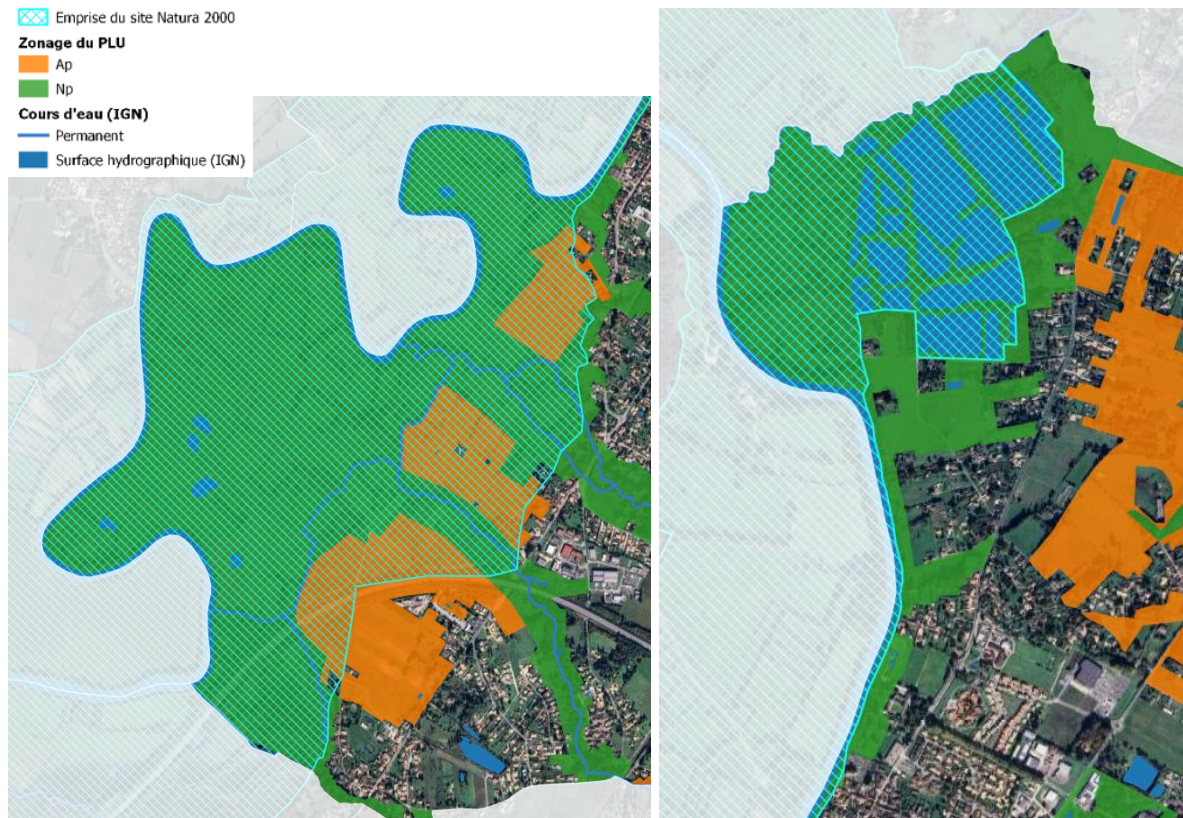 Emprise du site Natura 2000
Zonage du PLU
Ap
Np
Cours d'eau (IGN)
Permanent
Surface hydrographique (IGN)